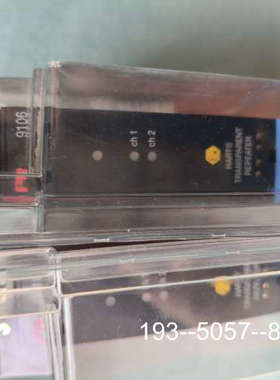 9106
ch 1
ch 2
HART®
TRANSPARENT
REPEATER
193--5057--8